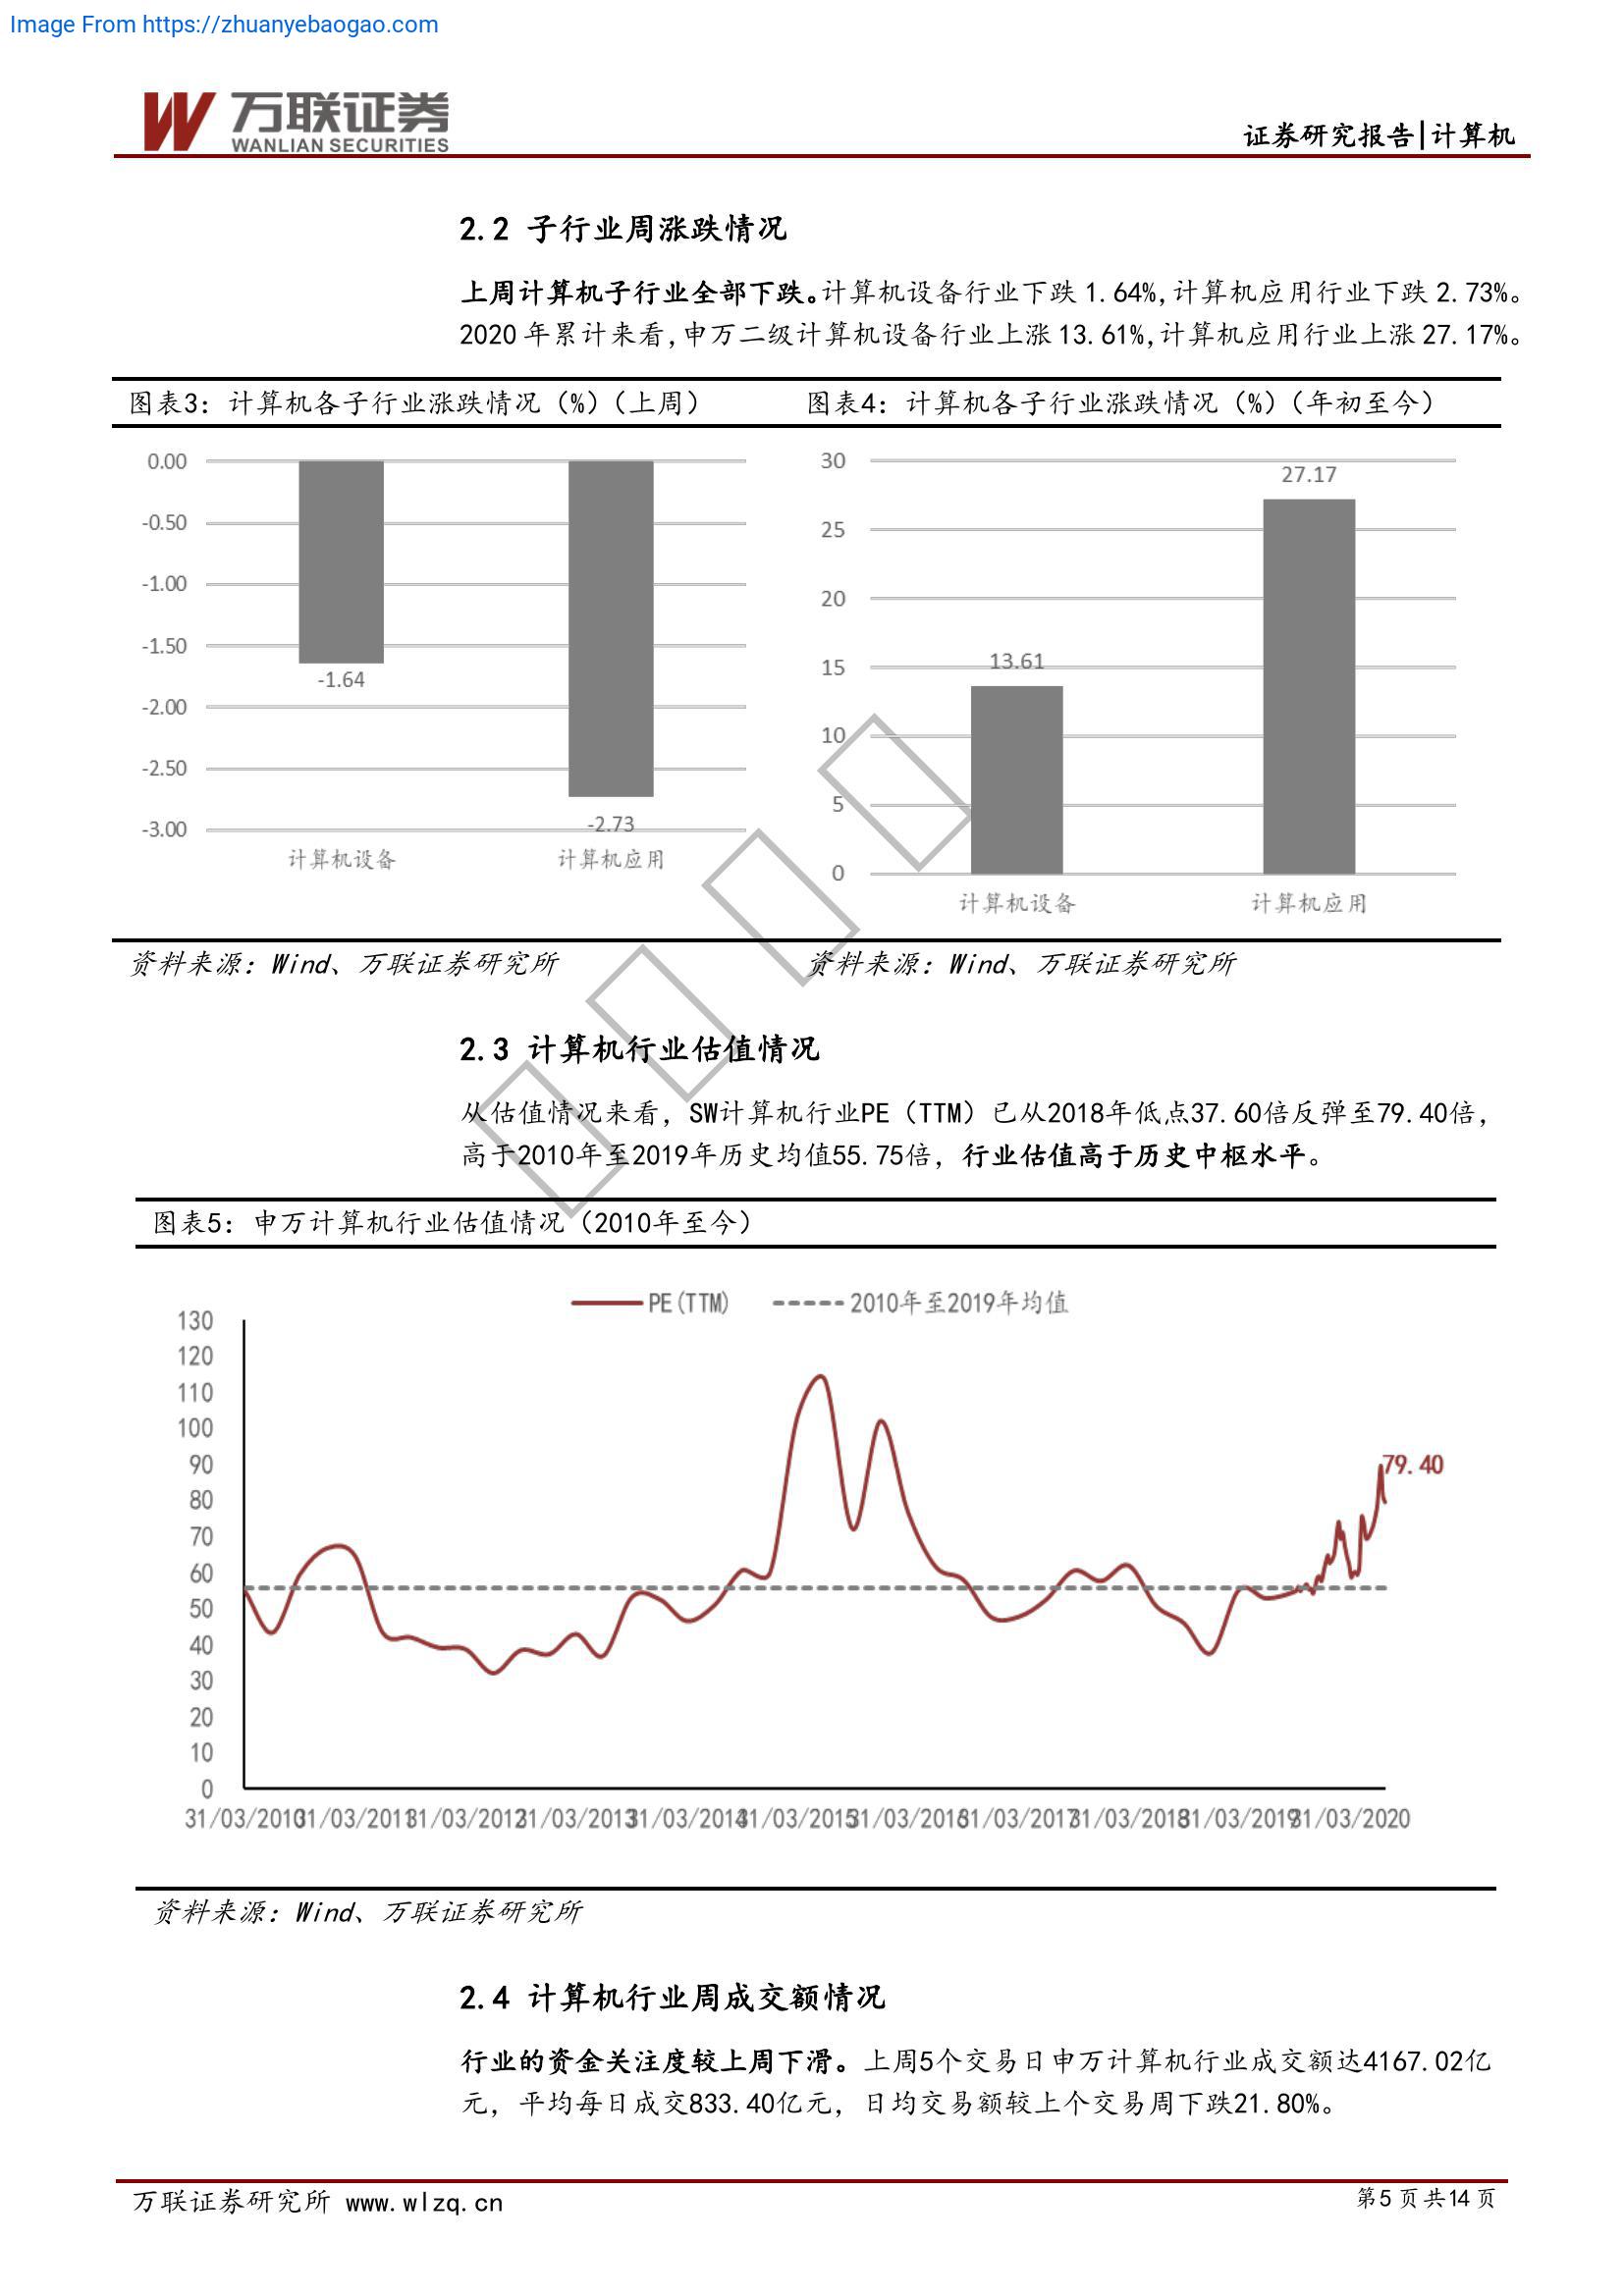 Image From https://zhuanyebaogao.com
万联证券
WANLIAN SECURITIES
证券研究报告|计算机
2.2 子行业周涨跌情况
上周计算机子行业全部下跌。计算机设备行业下跌 1.64%,计算机应用行业下跌 2.73%。
2020 年累计来看,申万二级计算机设备行业上涨 13.61%,计算机应用行业上涨 27.17%。
图表3：计算机各子行业涨跌情况（%）（上周）
0.00
-0.50
-1.00
-1.50
-2.00
-2.50
-3.00
-1.64
-2.73
计算机设备
计算机应用
资料来源：Wind、万联证券研究所
图表4：计算机各子行业涨跌情况（%）（年初至今）
30
25
20
15
10
5
0
13.61
27.17
计算机设备
计算机应用
资料来源：Wind、万联证券研究所
2.3 计算机行业估值情况
从估值情况来看，SW计算机行业PE（TTM）已从2018年低点37.60倍反弹至79.40倍，
高于2010年至2019年历史均值55.75倍，行业估值高于历史中枢水平。
图表5：申万计算机行业估值情况（2010年至今）
PE(TTM)
2010年至2019年均值
130
120
110
100
90
80
70
60
50
40
30
20
10
0
79.40
31/03/2010
31/03/2011
31/03/2012
31/03/2013
31/03/2014
31/03/2015
31/03/2016
31/03/2017
31/03/2018
31/03/2019
31/03/2020
资料来源：Wind、万联证券研究所
2.4 计算机行业周成交额情况
行业的资金关注度较上周下滑。上周5个交易日申万计算机行业成交额达4167.02亿
元，平均每日成交833.40亿元，日均交易额较上个交易周下跌21.80%。
万联证券研究所 www.wlzq.cn
第5页共14页